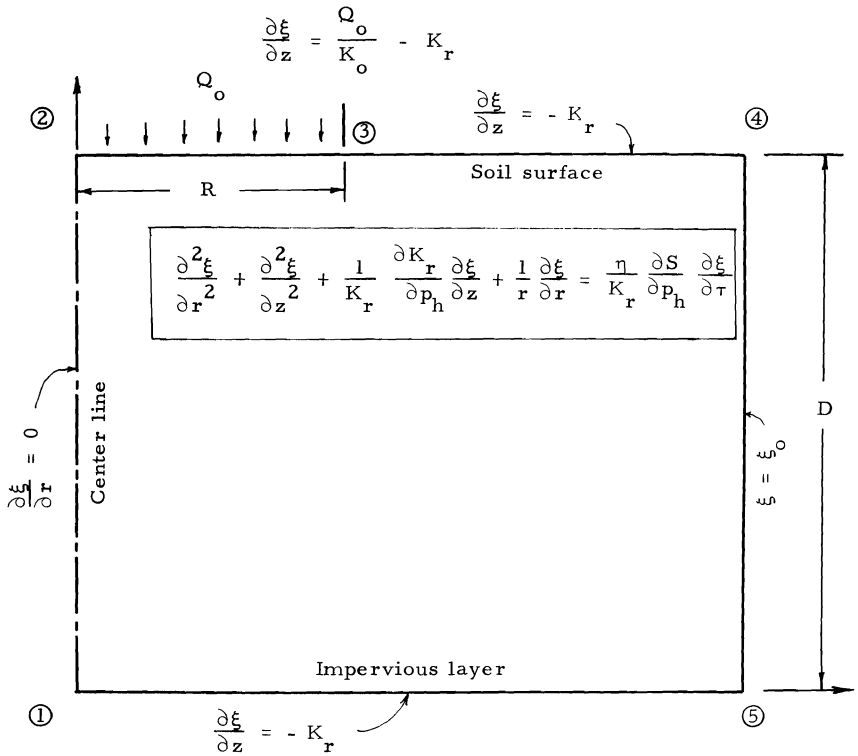 ∂ξ/∂z = Q_o/K_o - K_r
Q_o
② ③ ④
∂ξ/∂z = - K_r
R
Soil surface
∂²ξ/∂r² + ∂²ξ/∂z² + 1/K_r ∂K_r/∂p_h ∂ξ/∂z + 1/r ∂ξ/∂r = η/K_r ∂S/∂p_h ∂ξ/∂τ
∂ξ/∂r = 0
Center line
D
ξ = ξ_o
Impervious layer
① ⑤
∂ξ/∂z = - K_r